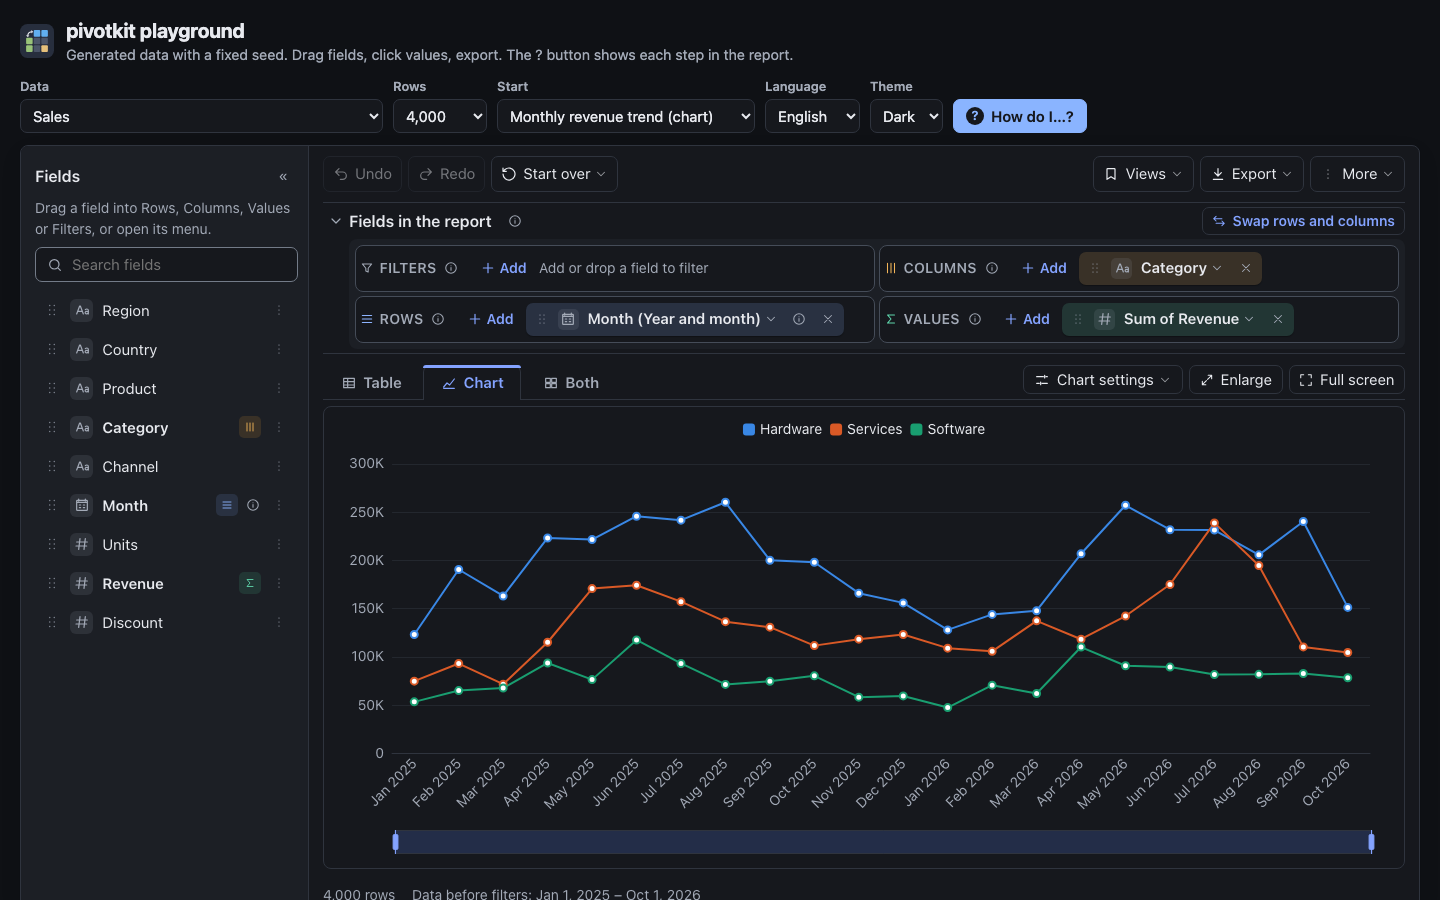 pivotkit playground
Generated data with a fixed seed. Drag fields, click values, export. The ? button shows each step in the report.
Data
Rows
Start
Language
Theme
Sales
4,000
Monthly revenue trend (chart)
English
Dark
? How do I...?
Fields
«
Drag a field into Rows, Columns, Values
or Filters, or open its menu.
Search fields
Aa Region
Aa Country
Aa Product
Aa Category
Aa Channel
Month
# Units
# Revenue Σ
# Discount
Undo
Redo
Start over
Views
Export
More
Fields in the report
Swap rows and columns
FILTERS
+ Add
Add or drop a field to filter
COLUMNS
+ Add
Aa Category
ROWS
+ Add
Month (Year and month)
Σ VALUES
+ Add
# Sum of Revenue
Table
Chart
Both
Chart settings
Enlarge
Full screen
Hardware Services Software
300K
250K
200K
150K
100K
50K
0
Jan 2025
Feb 2025
Mar 2025
Apr 2025
May 2025
Jun 2025
Jul 2025
Aug 2025
Sep 2025
Oct 2025
Nov 2025
Dec 2025
Jan 2026
Feb 2026
Mar 2026
Apr 2026
May 2026
Jun 2026
Jul 2026
Aug 2026
Sep 2026
Oct 2026
4,000 rows Data before filters: Jan 1, 2025 – Oct 1, 2026